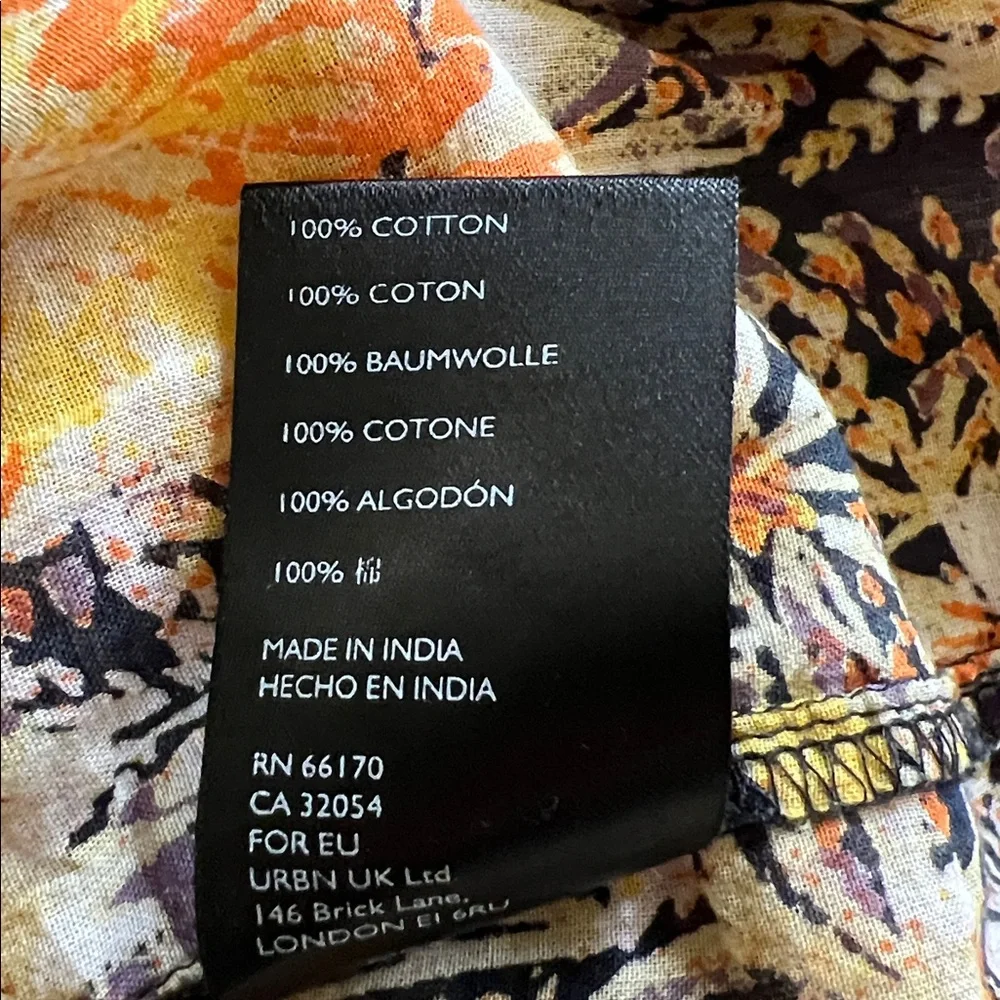 100% COTTON
100% COTON
100% BAUMWOLLE
100% COTONE
100% ALGODÓN
100% 棉
MADE IN INDIA
HECHO EN INDIA
RN 66170
CA 32054
FOR EU
URBN UK Ltd
146 Brick Lane,
LONDON E1 6RU